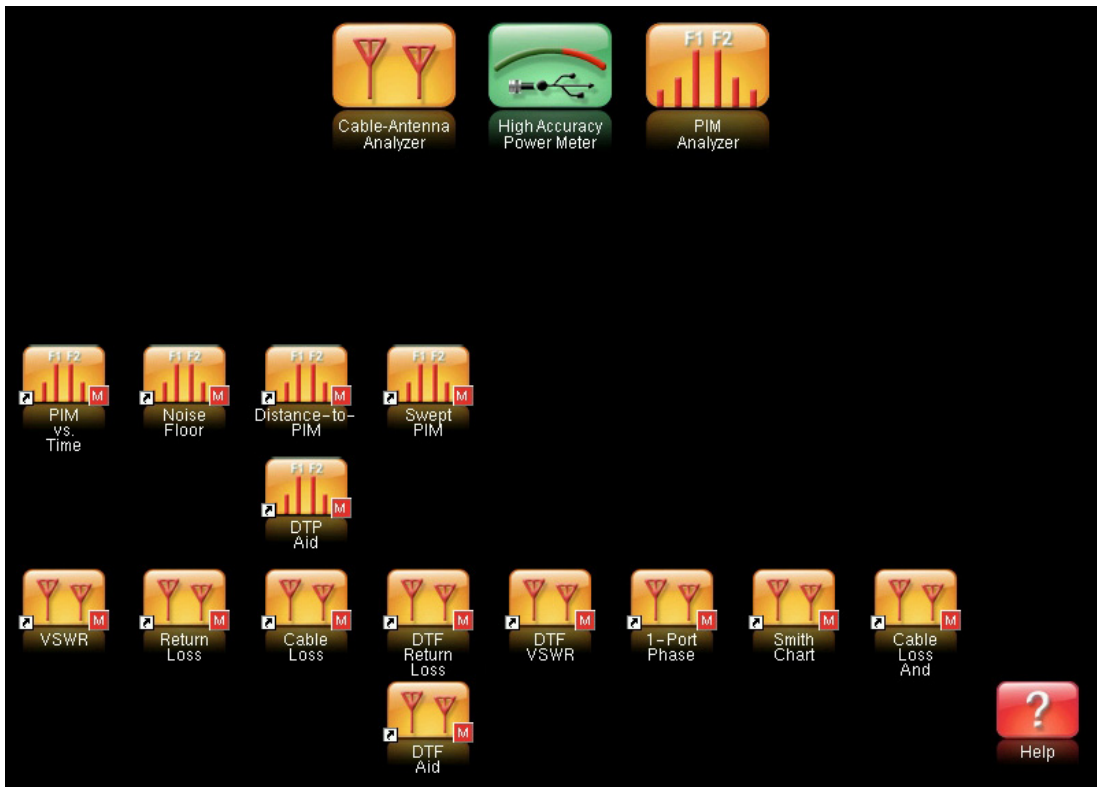 Cable-Antenna
Analyzer
High Accuracy
Power Meter
F1 F2
PIM
Analyzer
F1 F2
M
PIM
vs.
Time
F1 F2
M
Noise
Floor
F1 F2
M
Distance-to-
PIM
F1 F2
M
Swept
PIM
F1 F2
M
DTP
Aid
M
VSWR
M
Return
Loss
M
Cable
Loss
M
DTF
Return
Loss
M
DTF
VSWR
M
1-Port
Phase
M
Smith
Chart
M
Cable
Loss
And
M
DTF
Aid
?
Help